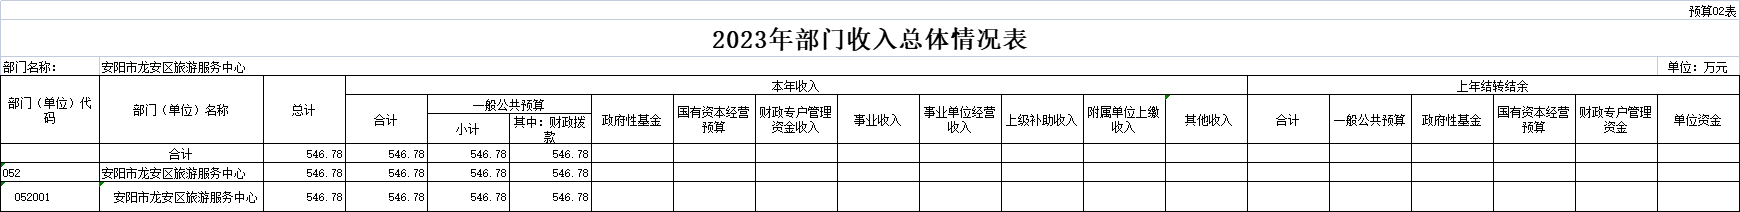 预算02表
2023年部门收入总体情况表
部门名称： 安阳市龙安区旅游服务中心 单位：万元
部门（单位）代码 部门（单位）名称 总计 本年收入 上年结转结余
合计 一般公共预算 政府性基金 国有资本经营预算 财政专户管理资金收入 事业收入 事业单位经营收入 上级补助收入 附属单位上缴收入 其他收入 合计 一般公共预算 政府性基金 国有资本经营预算 财政专户管理资金 单位资金
小计 其中：财政拨款
合计 546.78 546.78 546.78 546.78
052 安阳市龙安区旅游服务中心 546.78 546.78 546.78 546.78
052001 安阳市龙安区旅游服务中心 546.78 546.78 546.78 546.78